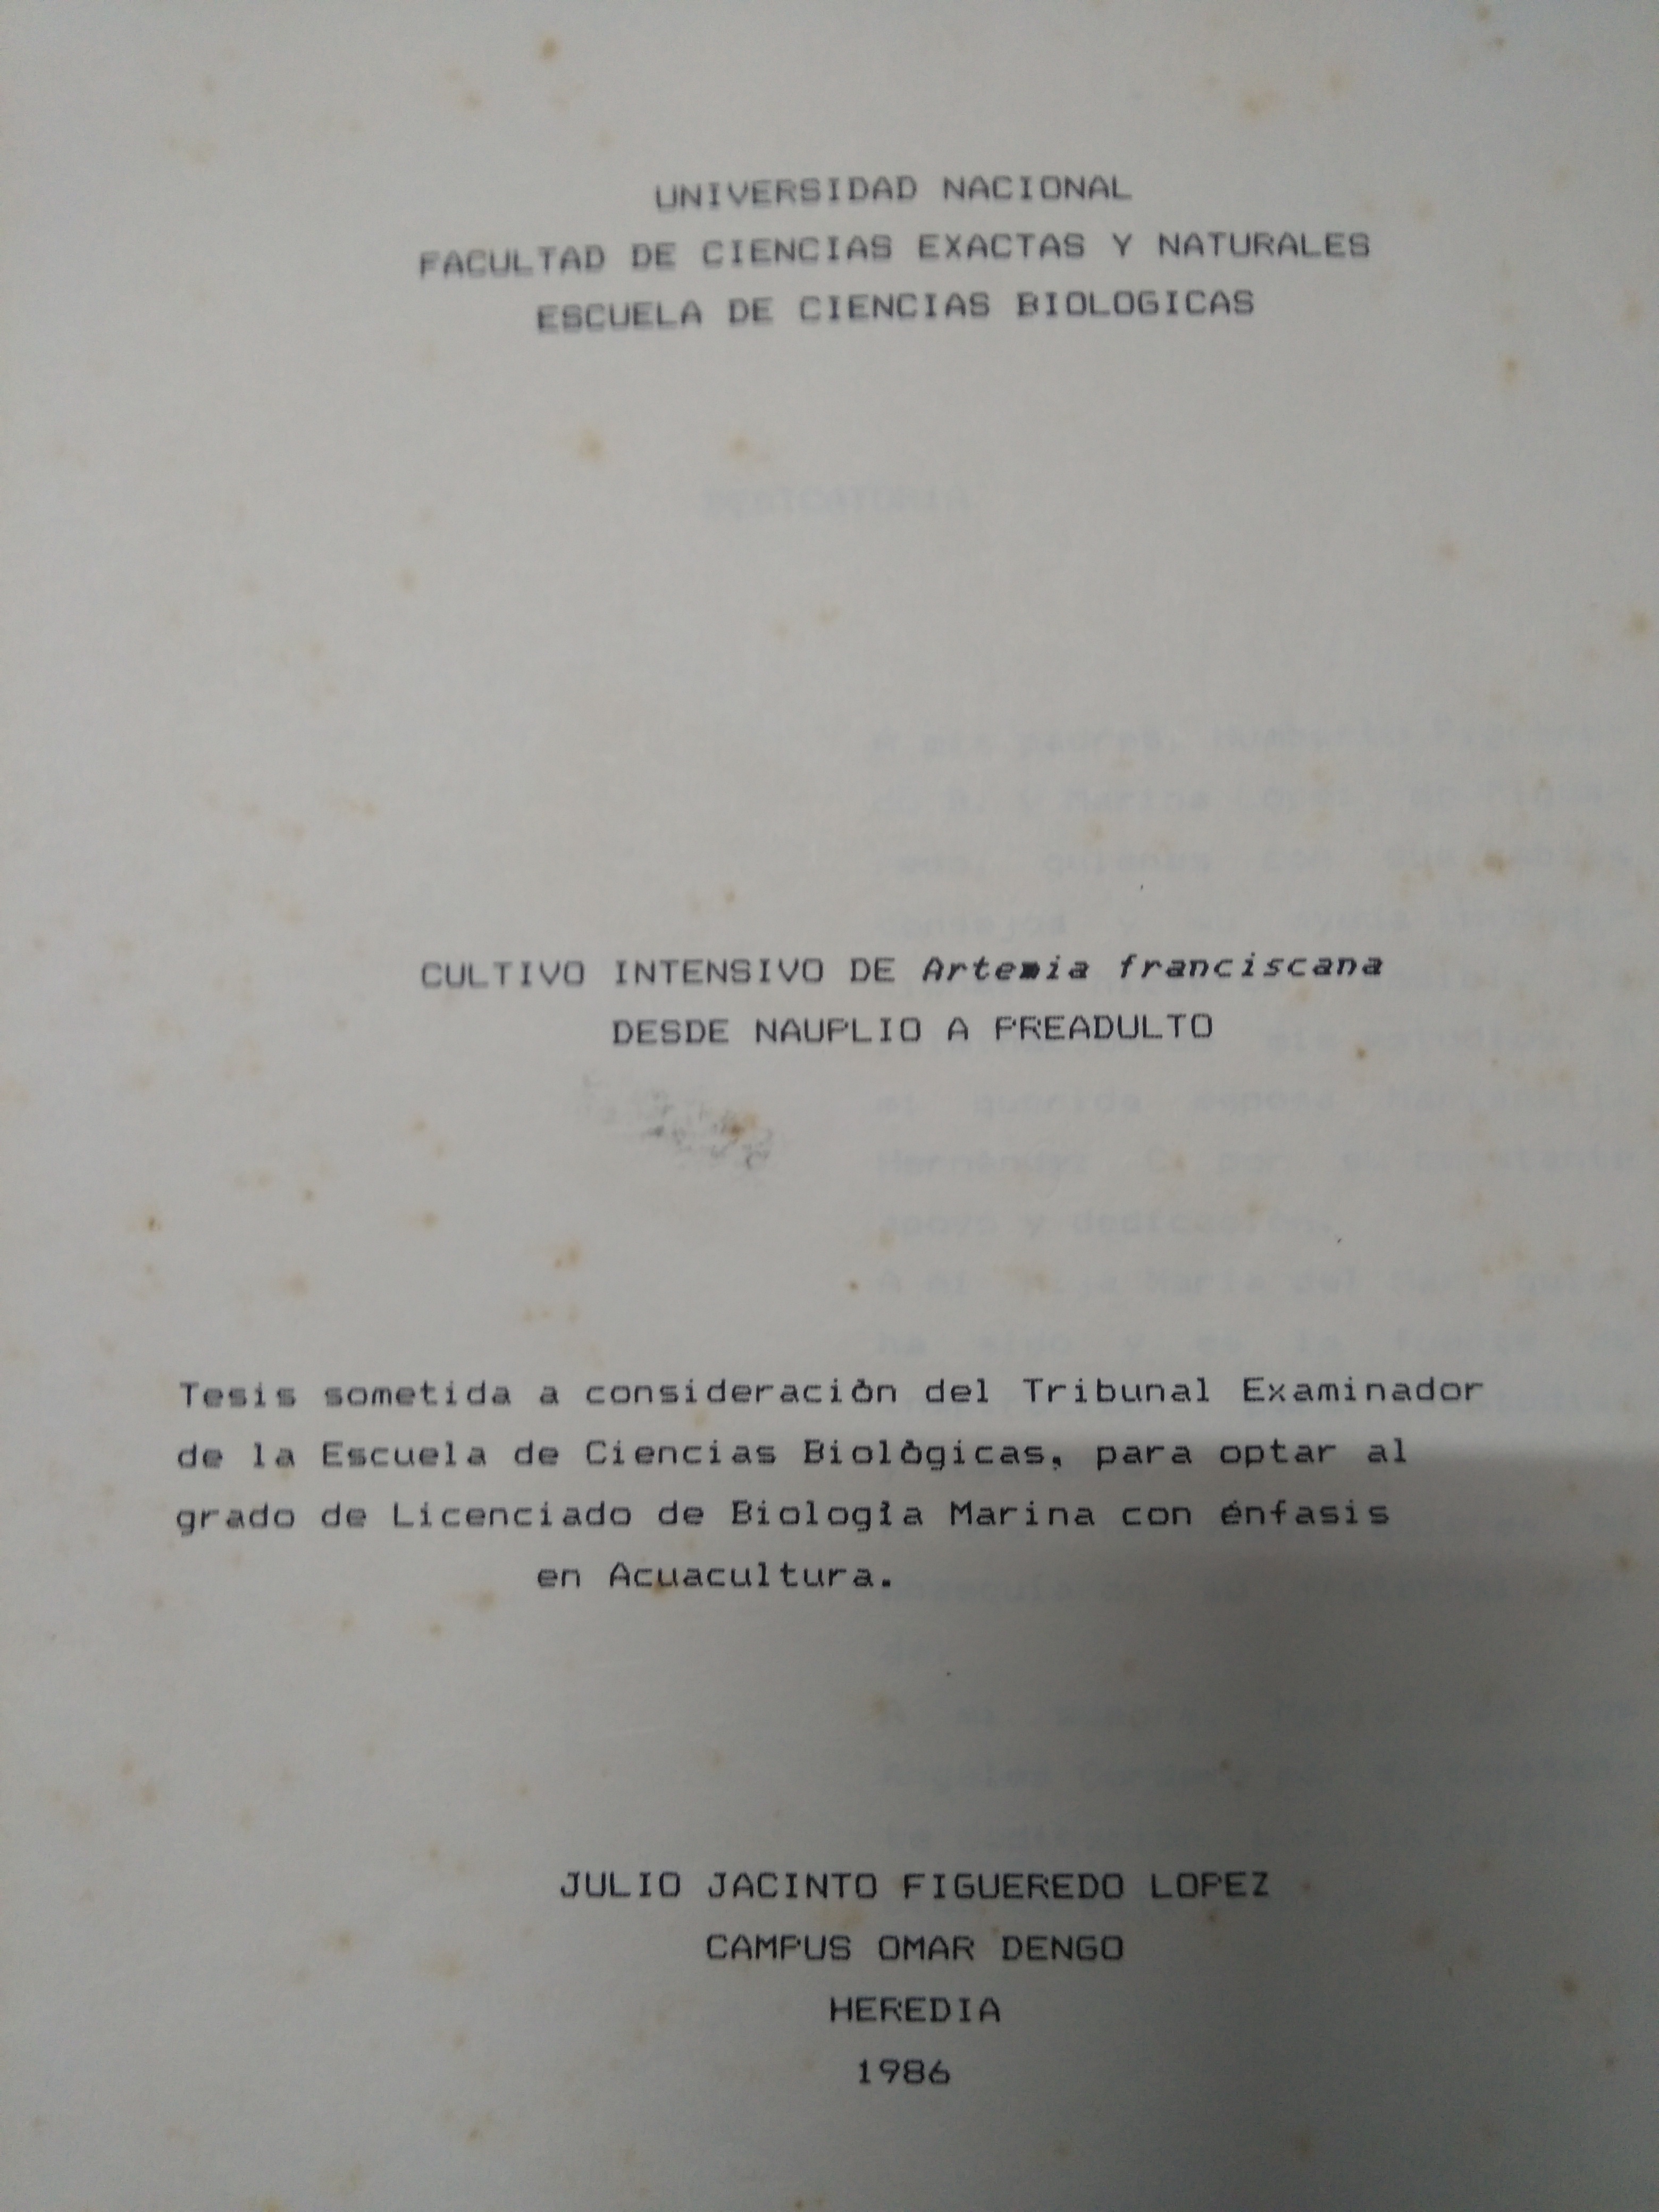 UNIVERSIDAD NACIONAL
FACULTAD DE CIENCIAS EXACTAS Y NATURALES
ESCUELA DE CIENCIAS BIOLOGICAS
CULTIVO INTENSIVO DE Artemia franciscana
DESDE NAUPLIO A PREADULTO
Tesis sometida a consideraciòn del Tribunal Examinador
de la Escuela de Ciencias Biològicas, para optar al
grado de Licenciado de Biología Marina con énfasis
en Acuacultura.
JULIO JACINTO FIGUEREDO LOPEZ
CAMPUS OMAR DENGO
HEREDIA
1986